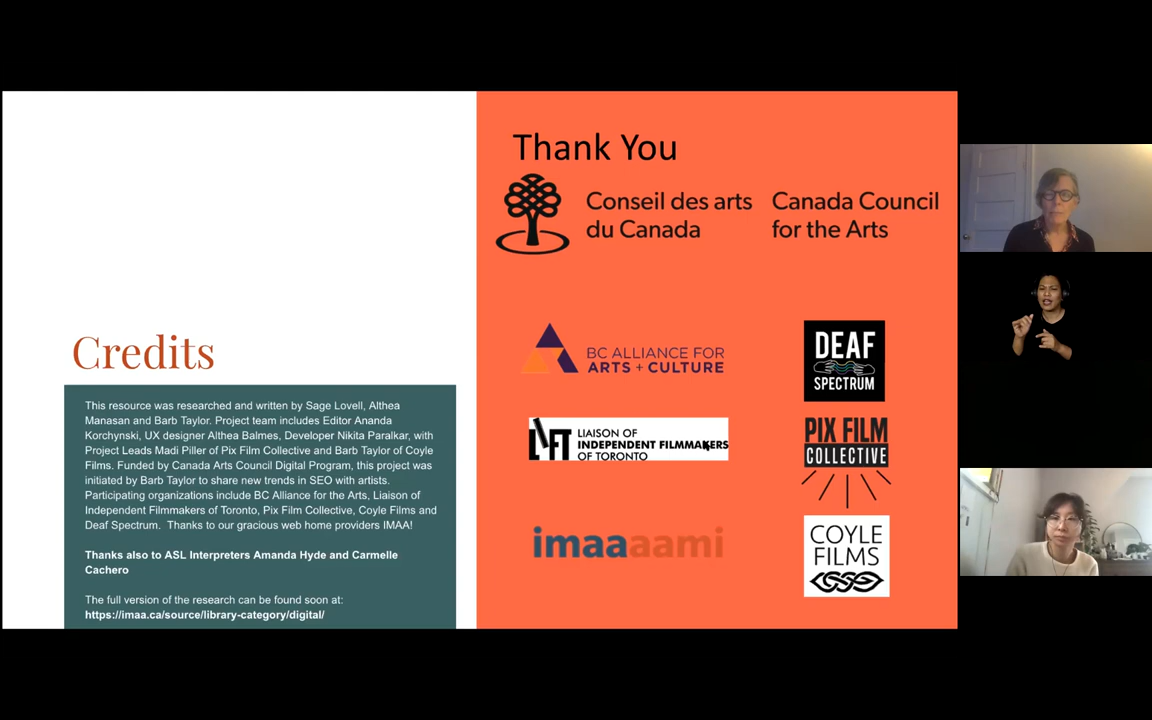 Credits
This resource was researched and written by Sage Lovell, Althea
Manasan and Barb Taylor. Project team includes Editor Ananda
Korchynski, UX designer Althea Balmes, Developer Nikita Paralkar, with
Project Leads Madi Piller of Pix Film Collective and Barb Taylor of Coyle
Films. Funded by Canada Arts Council Digital Program, this project was
initiated by Barb Taylor to share new trends in SEO with artists.
Participating organizations include BC Alliance for the Arts, Liaison of
Independent Filmmakers of Toronto, Pix Film Collective, Coyle Films and
Deaf Spectrum. Thanks to our gracious web home providers IMAA!
Thanks also to ASL Interpreters Amanda Hyde and Carmelle
Cachero
The full version of the research can be found soon at:
https://imaa.ca/source/library-category/digital/
Thank You
Conseil des arts
du Canada
Canada Council
for the Arts
BC ALLIANCE FOR
ARTS + CULTURE
DEAF
SPECTRUM
LIFT
LIAISON OF
INDEPENDENT FILMMAKERS
OF TORONTO
PIX FILM
COLLECTIVE
imaaaami
COYLE
FILMS